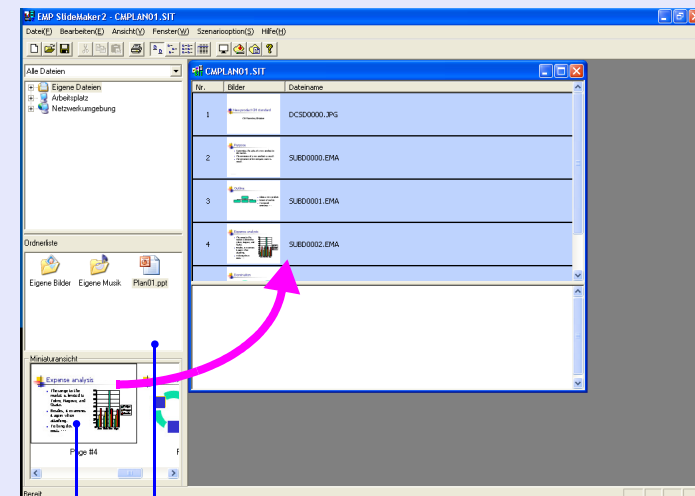 EMP SlideMaker2 - CMPLAN01.SIT
Datei(F) Bearbeiten(E) Ansicht(V) Fenster(W) Szenariooption(S) Hilfe(H)
Alle Dateien
Eigene Dateien
Arbeitsplatz
Netzwerkumgebung
Ordnerliste
Eigene Bilder Eigene Musik Plan01.ppt
Miniaturansicht
Expense analysis
Page #4
CMPLAN01.SIT
Nr. Bilder Dateiname
1 DCSD0000.JPG
2 SUBD0000.EMA
3 SUBD0001.EMA
4 Expense analysis SUBD0002.EMA
Bereit